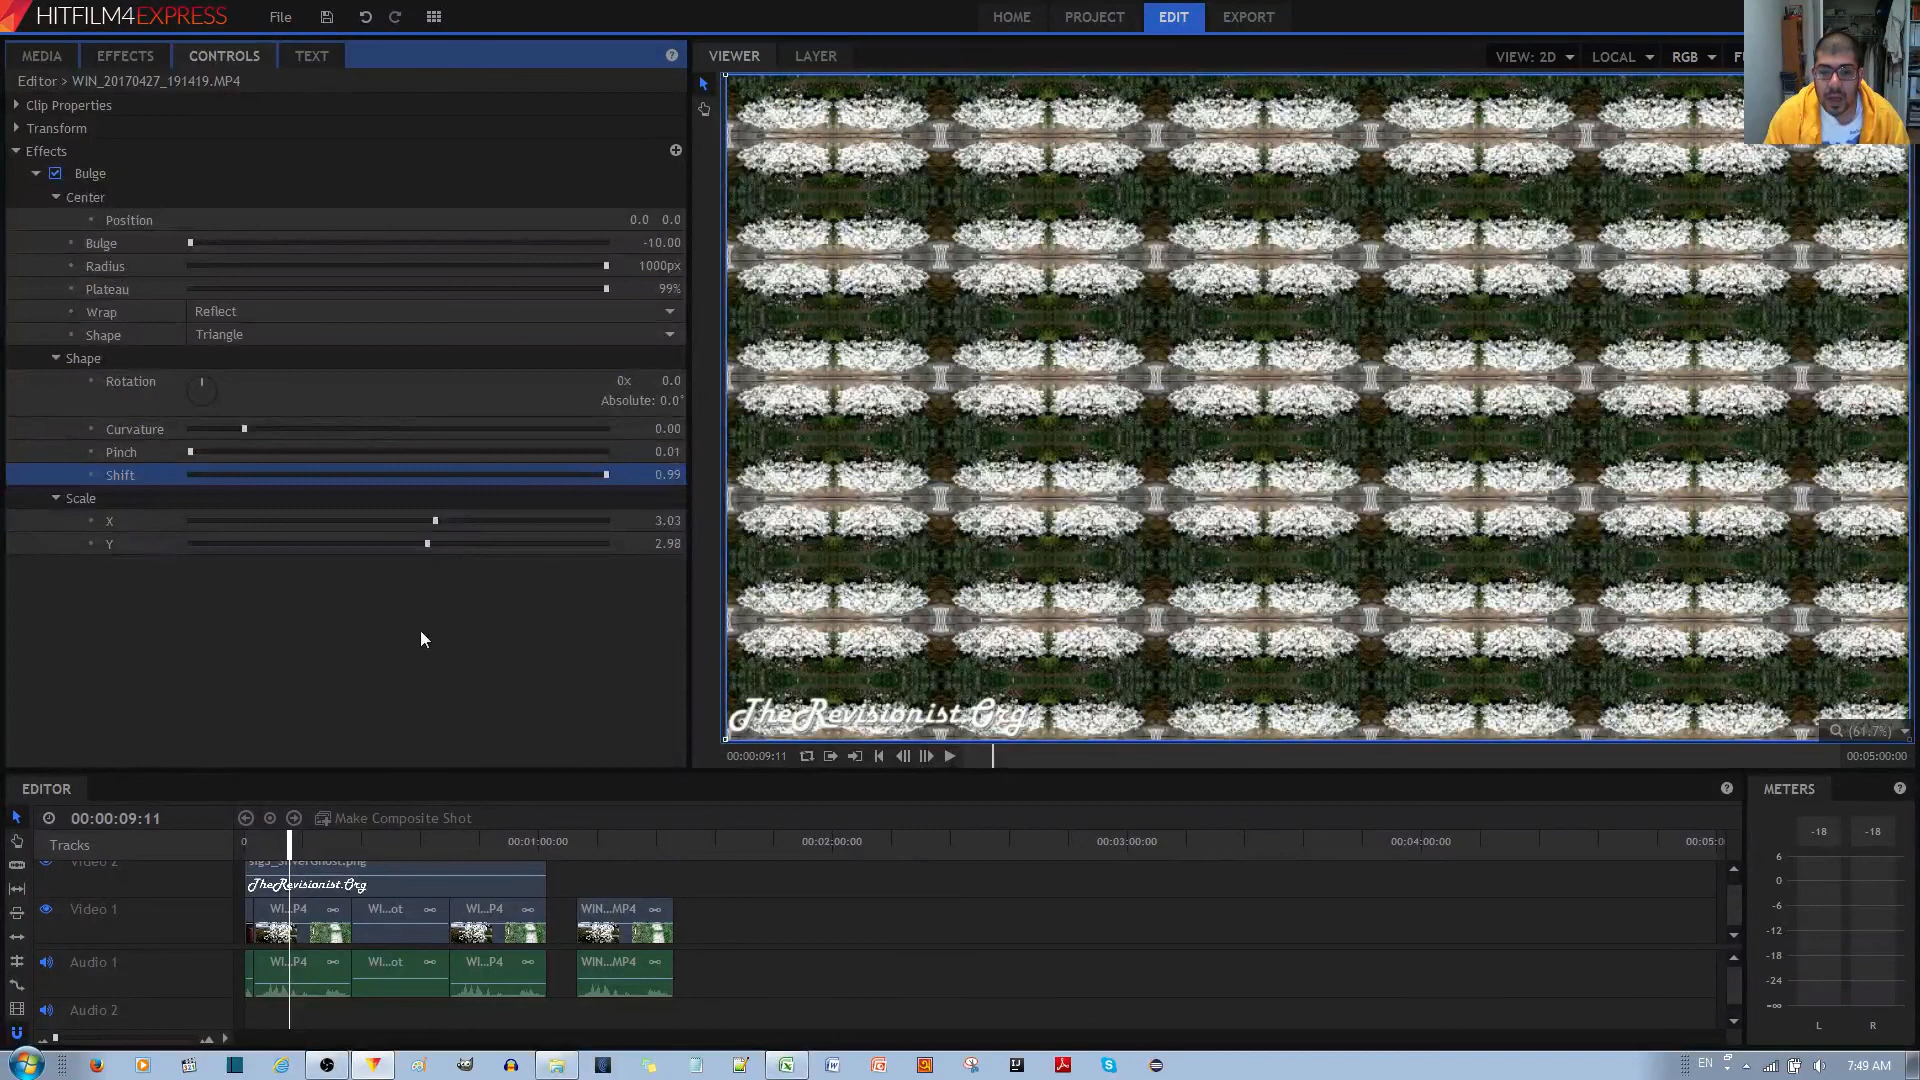 HITFILM4EXPRESS File HOME PROJECT EDIT EXPORT
MEDIA EFFECTS CONTROLS TEXT
Editor > WIN_20170427_191419.MP4
Clip Properties
Transform
Effects
Bulge
Center
Position 0.0 0.0
Bulge -10.00
Radius 1000px
Plateau 99%
Wrap Reflect
Shape Triangle
Shape
Rotation 0x 0.0
Absolute: 0.0°
Curvature 0.00
Pinch 0.01
Shift 0.99
Scale
X 3.03
Y 2.98
VIEWER LAYER VIEW: 2D LOCAL RGB
TheRevisionist.Org
(61.7%)
00:00:09:11 00:05:00:00
EDITOR
00:00:09:11 Make Composite Shot
Tracks 0 00:01:00:00 00:02:00:00 00:03:00:00 00:04:00:00 00:05:0
Video 2 sig5_SilverGhost.png
TheRevisionist.Org
Video 1 WI...P4 WI...ot WI...P4 WIN...MP4
Audio 1 WI...P4 WI...ot WI...P4 WIN...MP4
Audio 2
METERS
-18 -18
6
0
-6
-12
-18
-24
-∞
L R
EN 7:49 AM